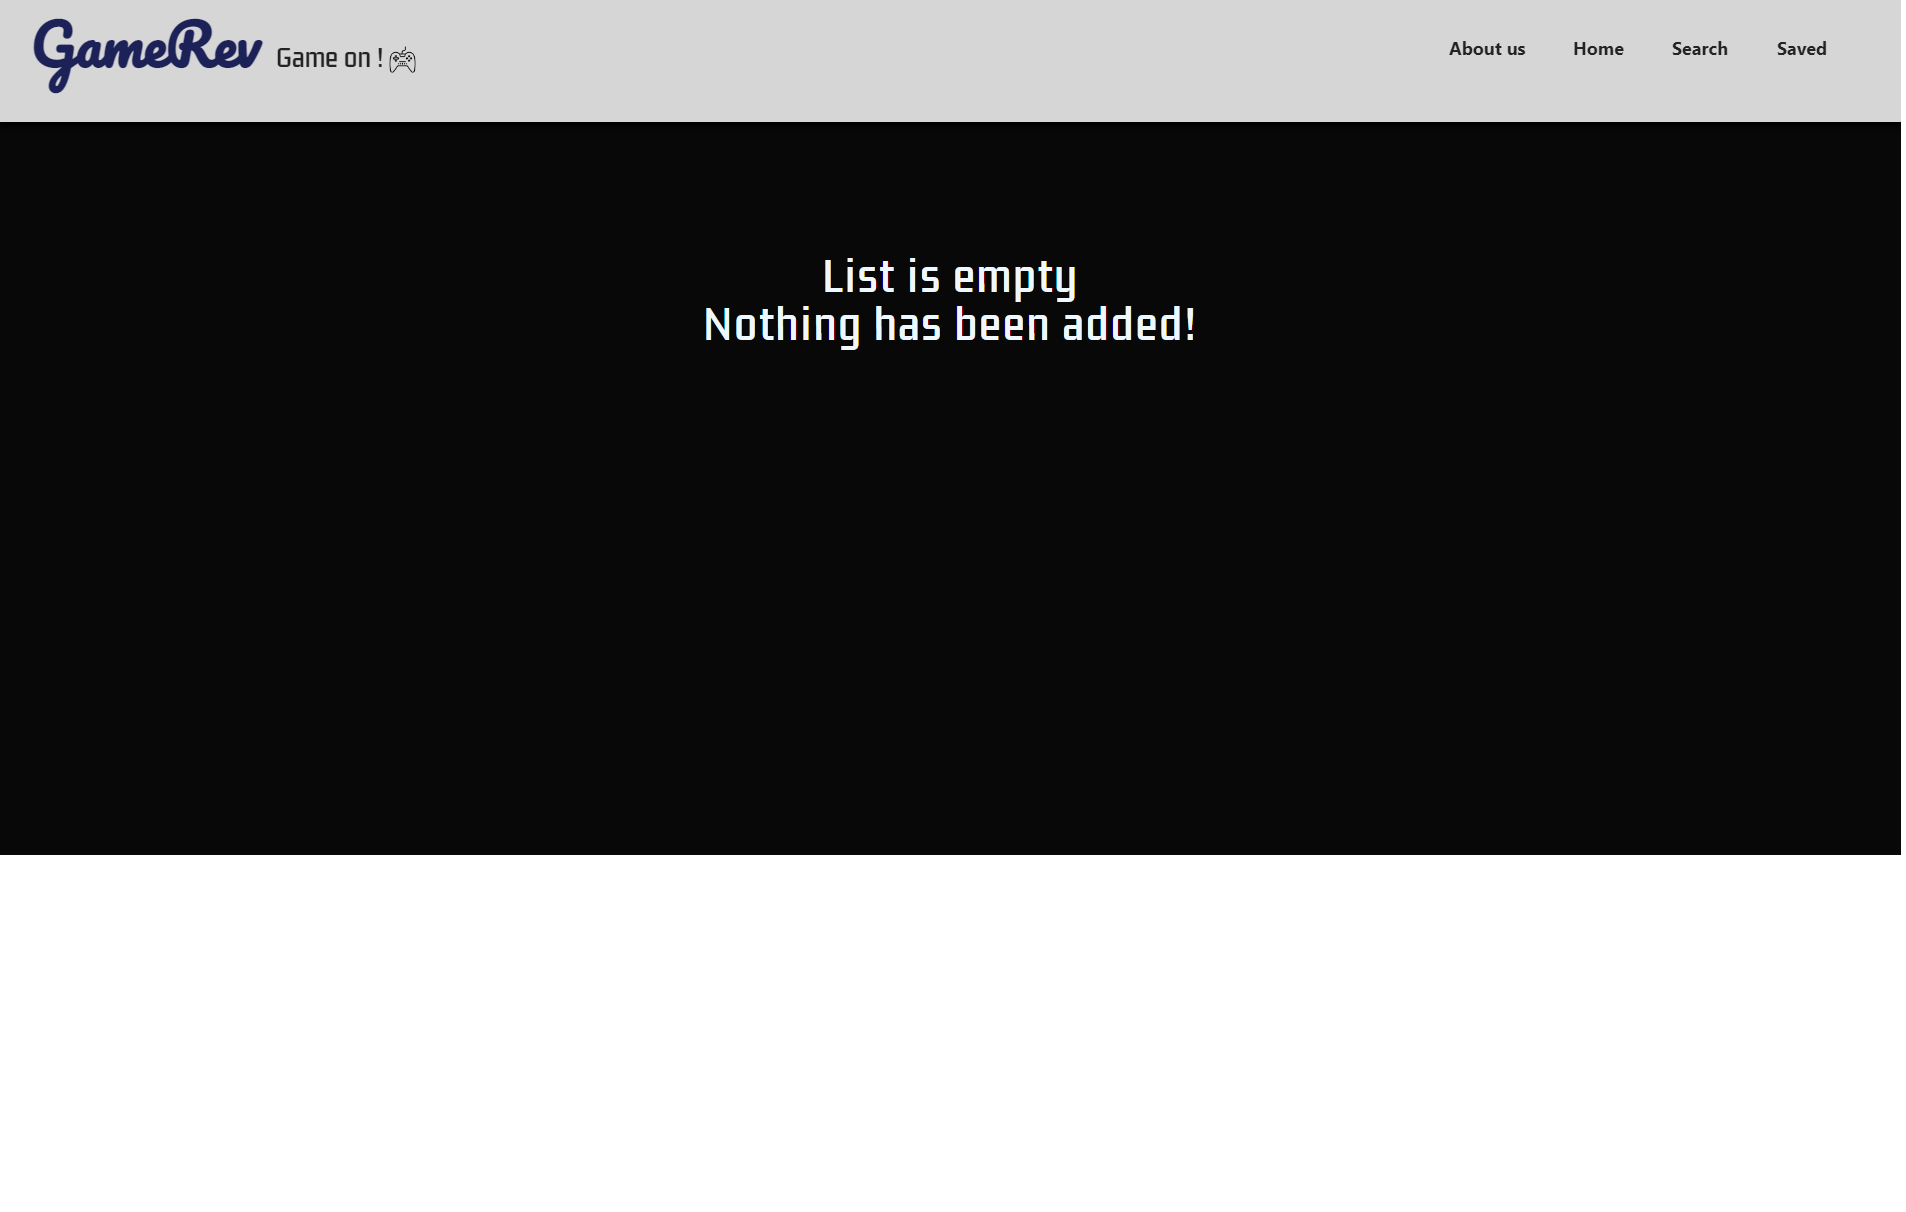 GameRev Game on ! 🎮
About us Home Search Saved
List is empty
Nothing has been added!